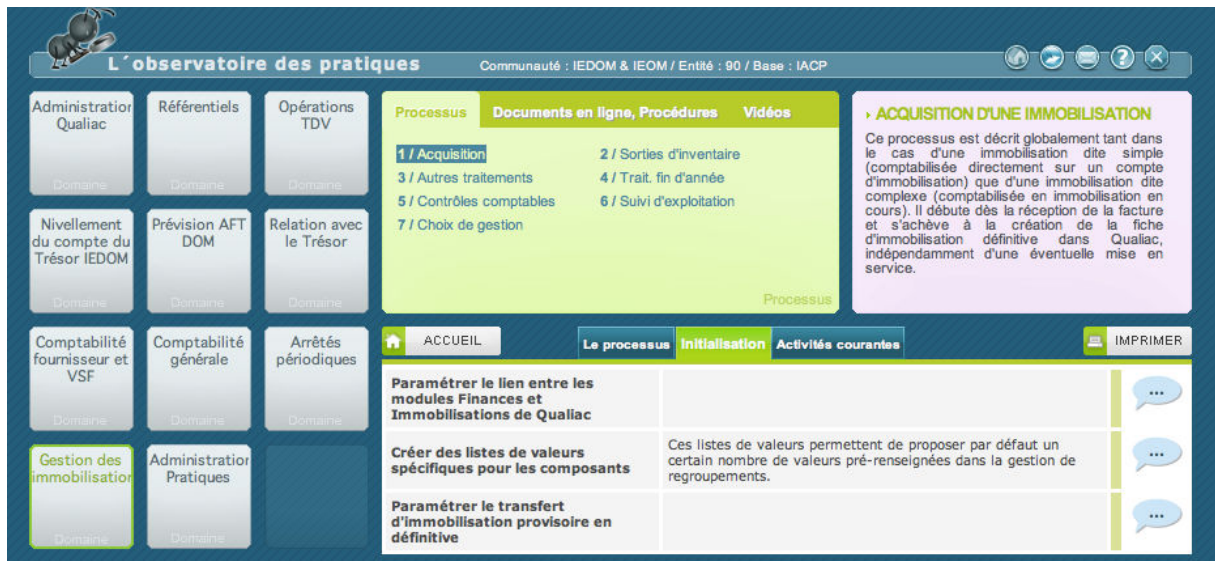 L´observatoire des pratiques
Communauté : IEDOM & IEOM / Entité : 90 / Base : IACP
Administration
Qualiac
Domaine
Référentiels
Domaine
Opérations
TDV
Domaine
Nivellement
du compte du
Trésor IEDOM
Domaine
Prévision AFT
DOM
Domaine
Relation avec
le Trésor
Domaine
Comptabilité
fournisseur et
VSF
Domaine
Comptabilité
générale
Domaine
Arrêtés
périodiques
Domaine
Gestion des
immobilisation
Domaine
Administration
Pratiques
Domaine
Processus
Documents en ligne, Procédures
Vidéos
1 / Acquisition
2 / Sorties d'inventaire
3 / Autres traitements
4 / Trait. fin d'année
5 / Contrôles comptables
6 / Suivi d'exploitation
7 / Choix de gestion
Processus
› ACQUISITION D'UNE IMMOBILISATION
Ce processus est décrit globalement tant dans
le cas d'une immobilisation dite simple
(comptabilisée directement sur un compte
d'immobilisation) que d'une immobilisation dite
complexe (comptabilisée en immobilisation en
cours). Il débute dès la réception de la facture
et s'achève à la création de la fiche
d'immobilisation définitive dans Qualiac,
indépendamment d'une éventuelle mise en
service.
ACCUEIL
Le processus
Initialisation
Activités courantes
IMPRIMER
Paramétrer le lien entre les
modules Finances et
Immobilisations de Qualiac
...
Créer des listes de valeurs
spécifiques pour les composants
Ces listes de valeurs permettent de proposer par défaut un
certain nombre de valeurs pré-renseignées dans la gestion de
regroupements.
...
Paramétrer le transfert
d'immobilisation provisoire en
définitive
...